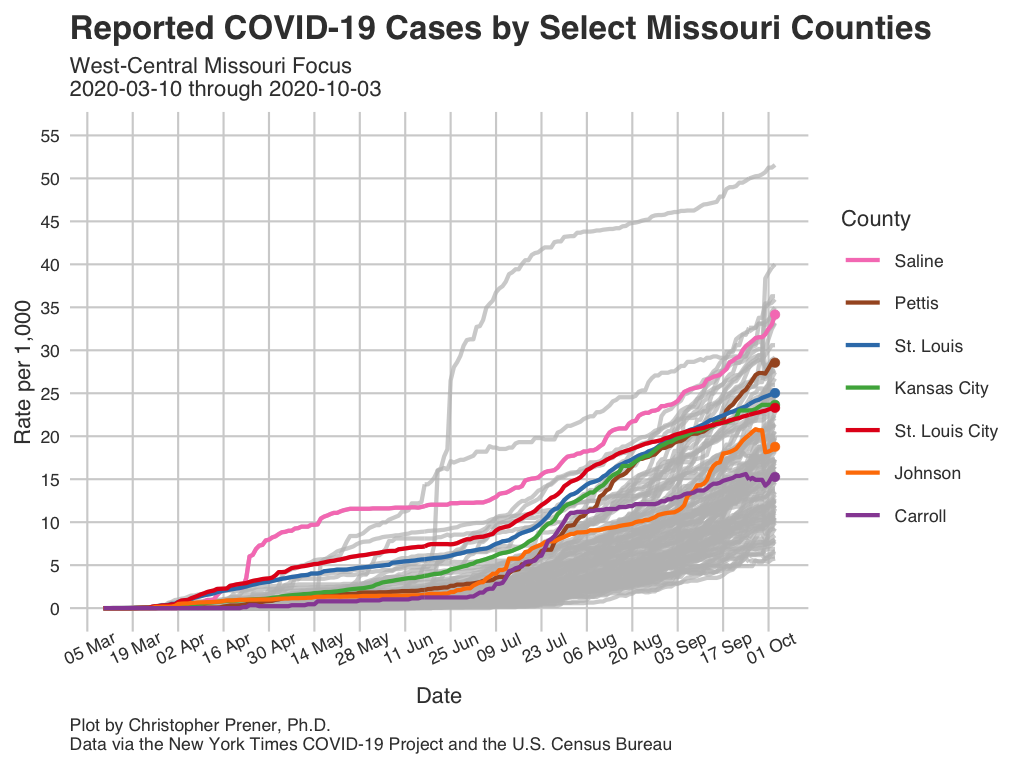 Reported COVID-19 Cases by Select Missouri Counties
West-Central Missouri Focus
2020-03-10 through 2020-10-03
Rate per 1,000
55
50
45
40
35
30
25
20
15
10
5
0
05 Mar
19 Mar
02 Apr
16 Apr
30 Apr
14 May
28 May
11 Jun
25 Jun
09 Jul
23 Jul
06 Aug
20 Aug
03 Sep
17 Sep
01 Oct
Date
County
Saline
Pettis
St. Louis
Kansas City
St. Louis City
Johnson
Carroll
Plot by Christopher Prener, Ph.D.
Data via the New York Times COVID-19 Project and the U.S. Census Bureau